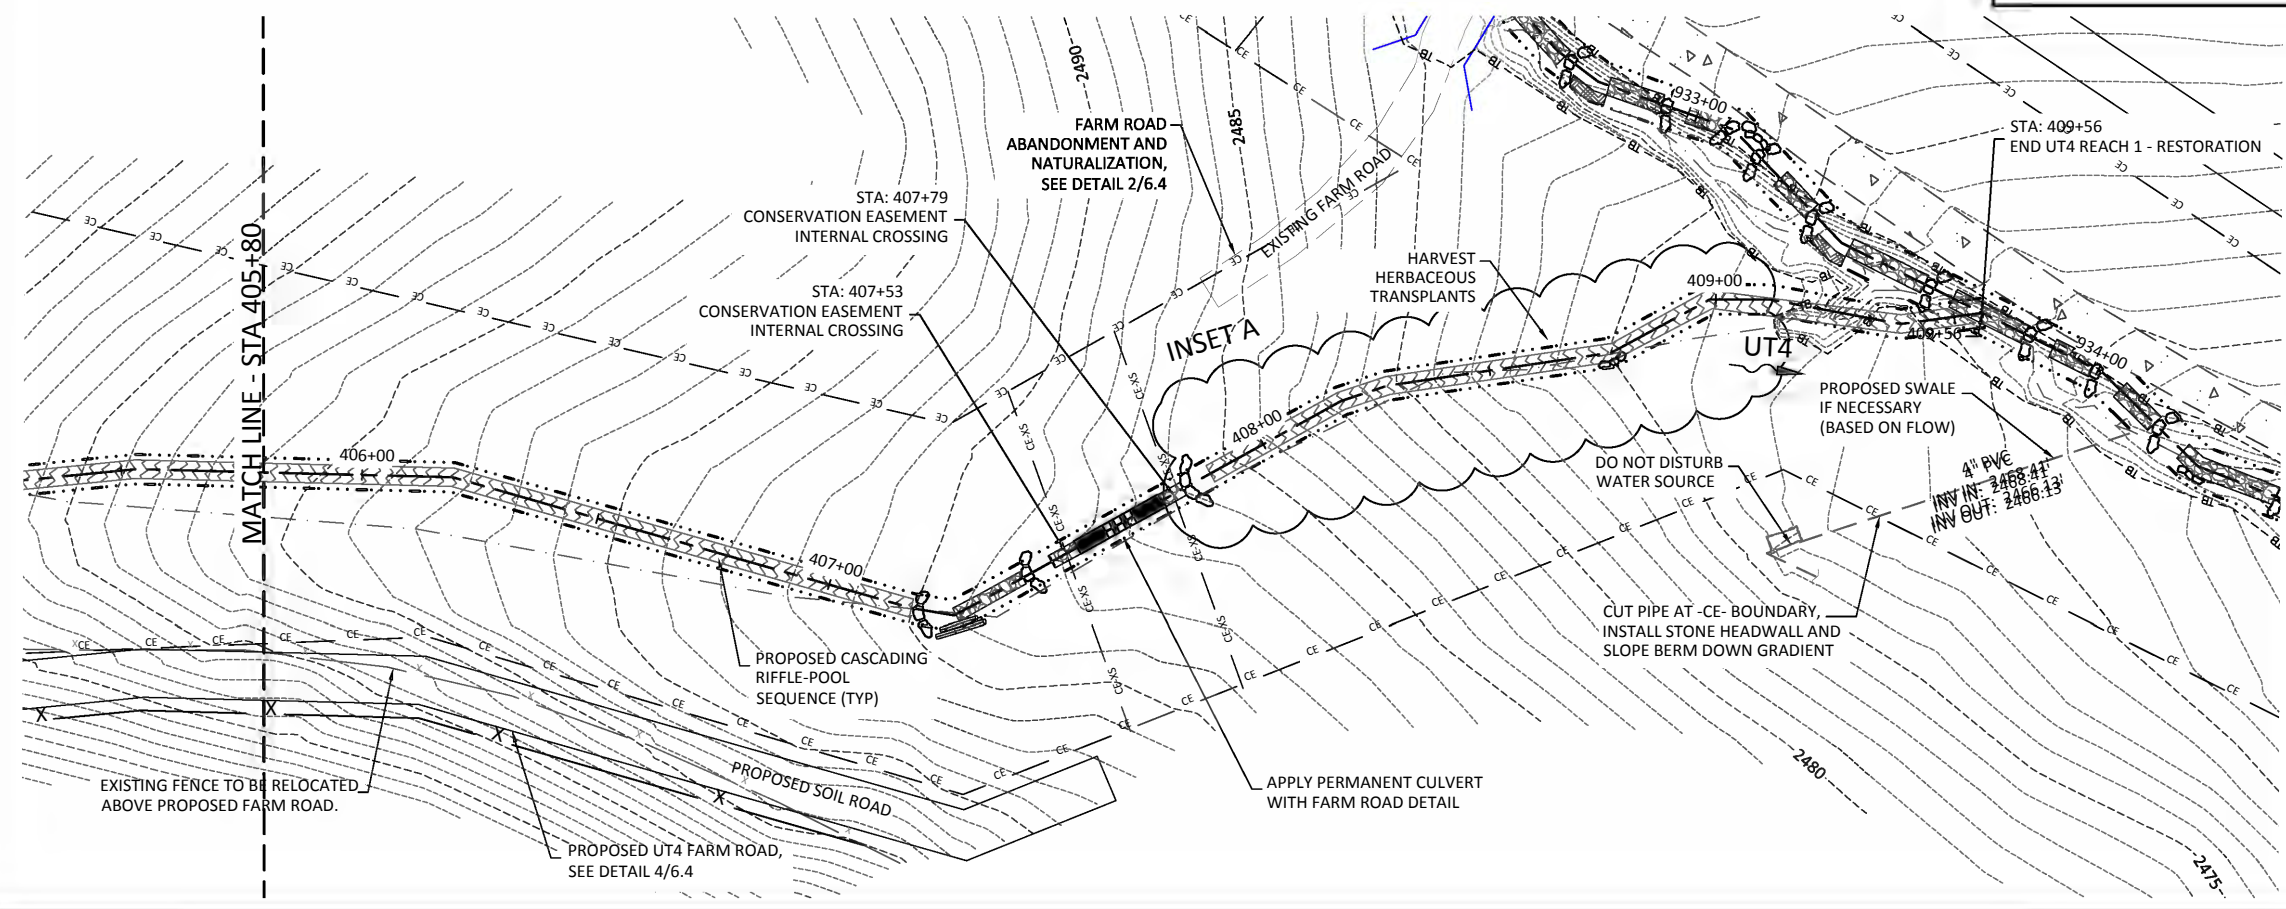 2490
2485
FARM ROAD
ABANDONMENT AND
NATURALIZATION,
SEE DETAIL 2/6.4
933+00
STA: 409+56
END UT4 REACH 1 - RESTORATION
STA: 407+79
CONSERVATION EASEMENT
INTERNAL CROSSING
EXISTING FARM ROAD
MATCH LINE - STA 405+80
STA: 407+53
CONSERVATION EASEMENT
INTERNAL CROSSING
HARVEST
HERBACEOUS
TRANSPLANTS
409+00
INSET A
409+56
934+00
UT4
PROPOSED SWALE
IF NECESSARY
(BASED ON FLOW)
406+00
408+00
DO NOT DISTURB
WATER SOURCE
4" PVC
INV IN: 2468.41'
INV OUT: 2466.13'
407+00
CUT PIPE AT -CE- BOUNDARY,
INSTALL STONE HEADWALL AND
SLOPE BERM DOWN GRADIENT
PROPOSED CASCADING
RIFFLE-POOL
SEQUENCE (TYP)
EXISTING FENCE TO BE RELOCATED
ABOVE PROPOSED FARM ROAD.
PROPOSED SOIL ROAD
APPLY PERMANENT CULVERT
WITH FARM ROAD DETAIL
2480
PROPOSED UT4 FARM ROAD,
SEE DETAIL 4/6.4
2475